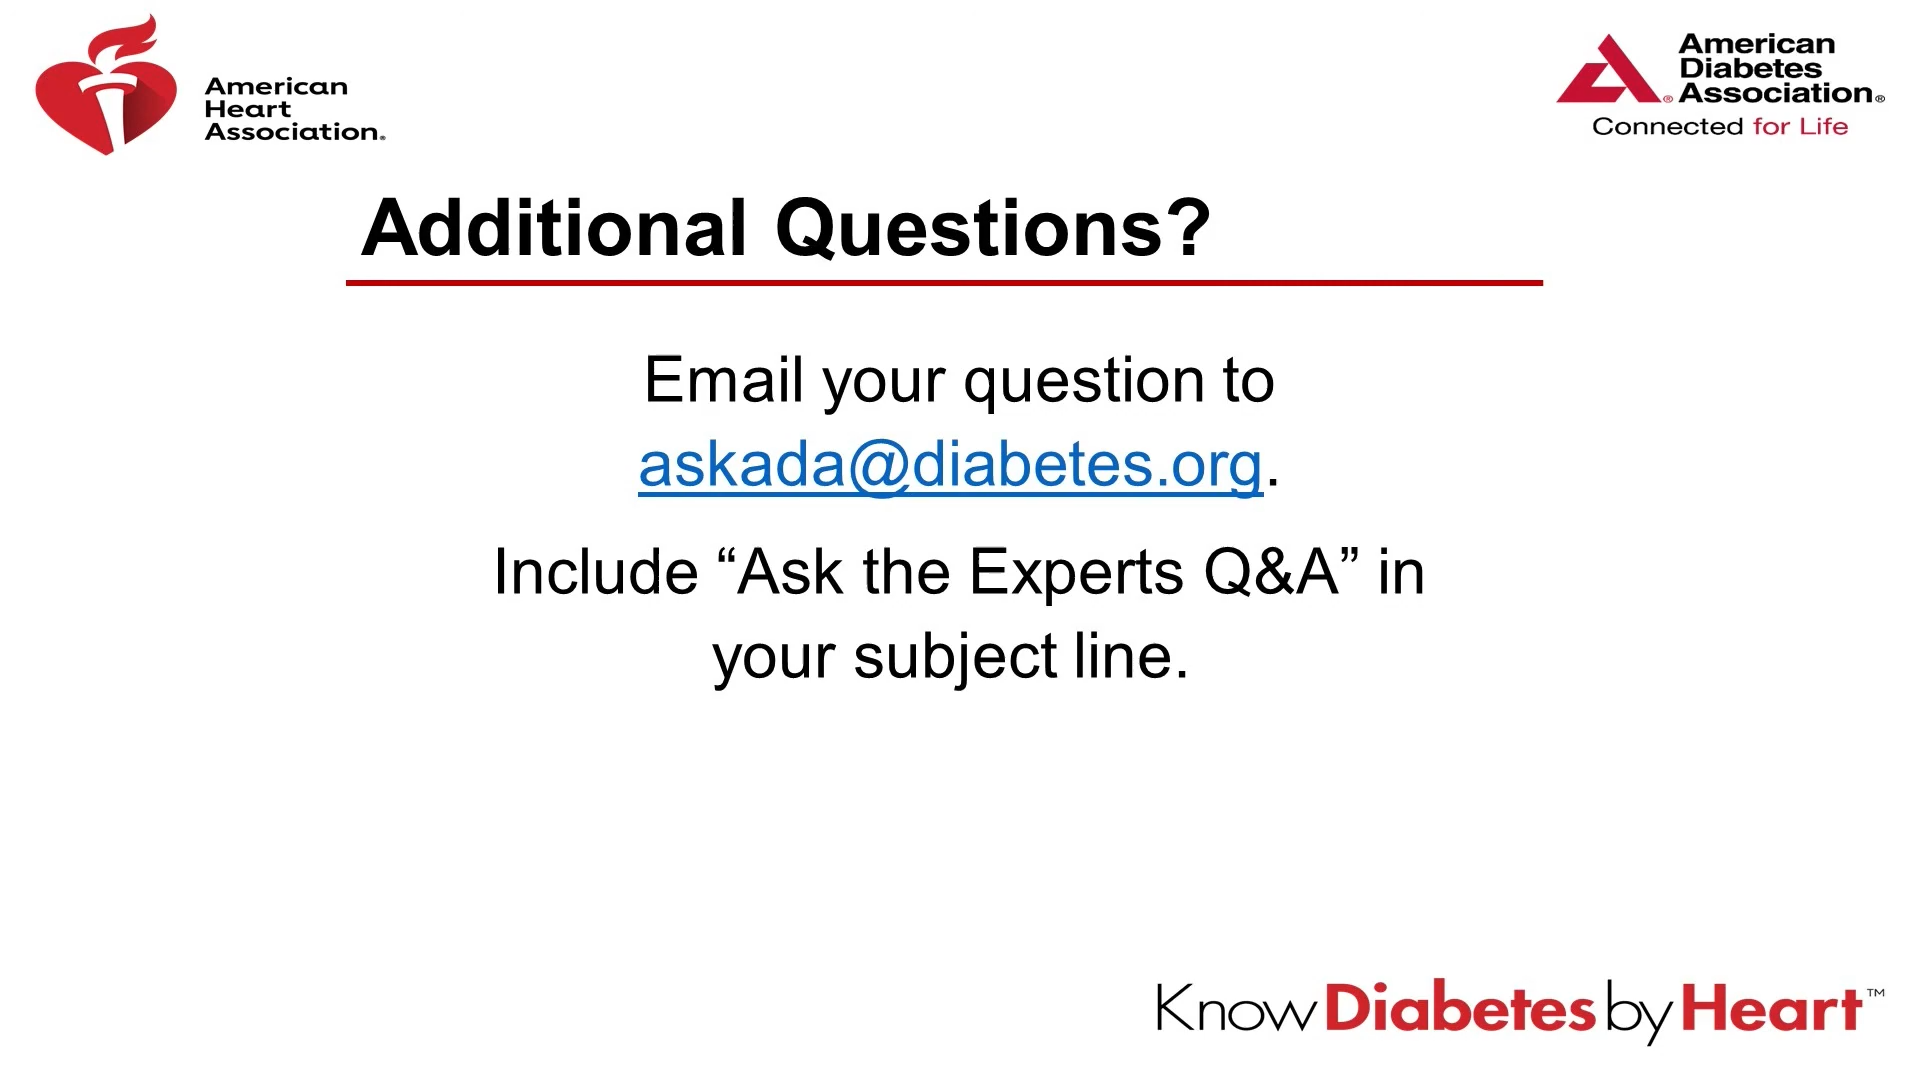 American
Heart
Association®
American
Diabetes
Association®
Connected for Life
Additional Questions?
Email your question to
askada@diabetes.org.
Include “Ask the Experts Q&A” in
your subject line.
Know Diabetes by Heart™